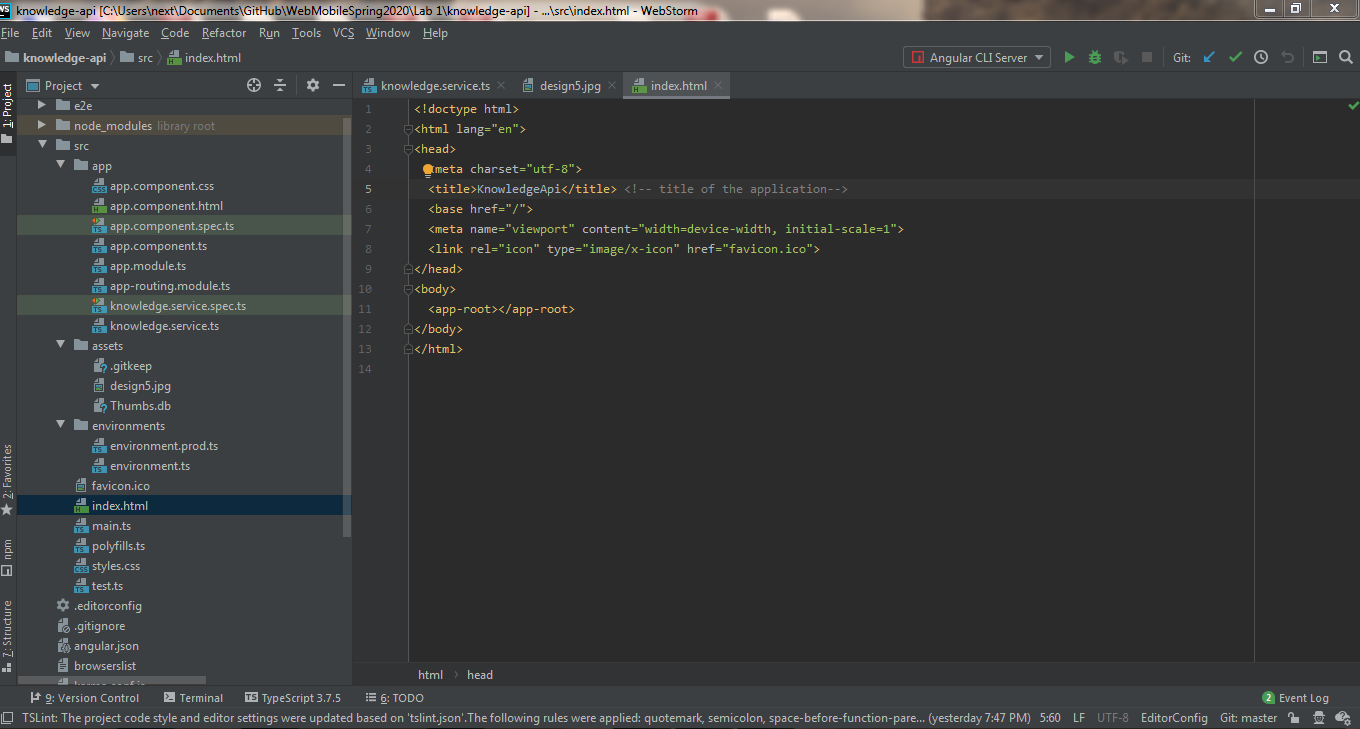 WS knowledge-api [C:\Users\next\Documents\GitHub\WebMobileSpring2020\Lab 1\knowledge-api] - ...\src\index.html - WebStorm
File Edit View Navigate Code Refactor Run Tools VCS Window Help
knowledge-api src index.html Angular CLI Server Git:
1: Project
2: Favorites
npm
7: Structure
Project
e2e
node_modules library root
src
app
app.component.css
app.component.html
app.component.spec.ts
app.component.ts
app.module.ts
app-routing.module.ts
knowledge.service.spec.ts
knowledge.service.ts
assets
.gitkeep
design5.jpg
Thumbs.db
environments
environment.prod.ts
environment.ts
favicon.ico
index.html
main.ts
polyfills.ts
styles.css
test.ts
.editorconfig
.gitignore
angular.json
browserslist
knowledge.service.ts design5.jpg index.html
1 <!doctype html>
2 <html lang="en">
3 <head>
4 meta charset="utf-8">
5 <title>KnowledgeApi</title> <!-- title of the application-->
6 <base href="/">
7 <meta name="viewport" content="width=device-width, initial-scale=1">
8 <link rel="icon" type="image/x-icon" href="favicon.ico">
9 </head>
10 <body>
11 <app-root></app-root>
12 </body>
13 </html>
14
html head
9: Version Control Terminal TypeScript 3.7.5 6: TODO 2 Event Log
TSLint: The project code style and editor settings were updated based on 'tslint.json'.The following rules were applied: quotemark, semicolon, space-before-function-pare... (yesterday 7:47 PM) 5:60 LF UTF-8 EditorConfig Git: master